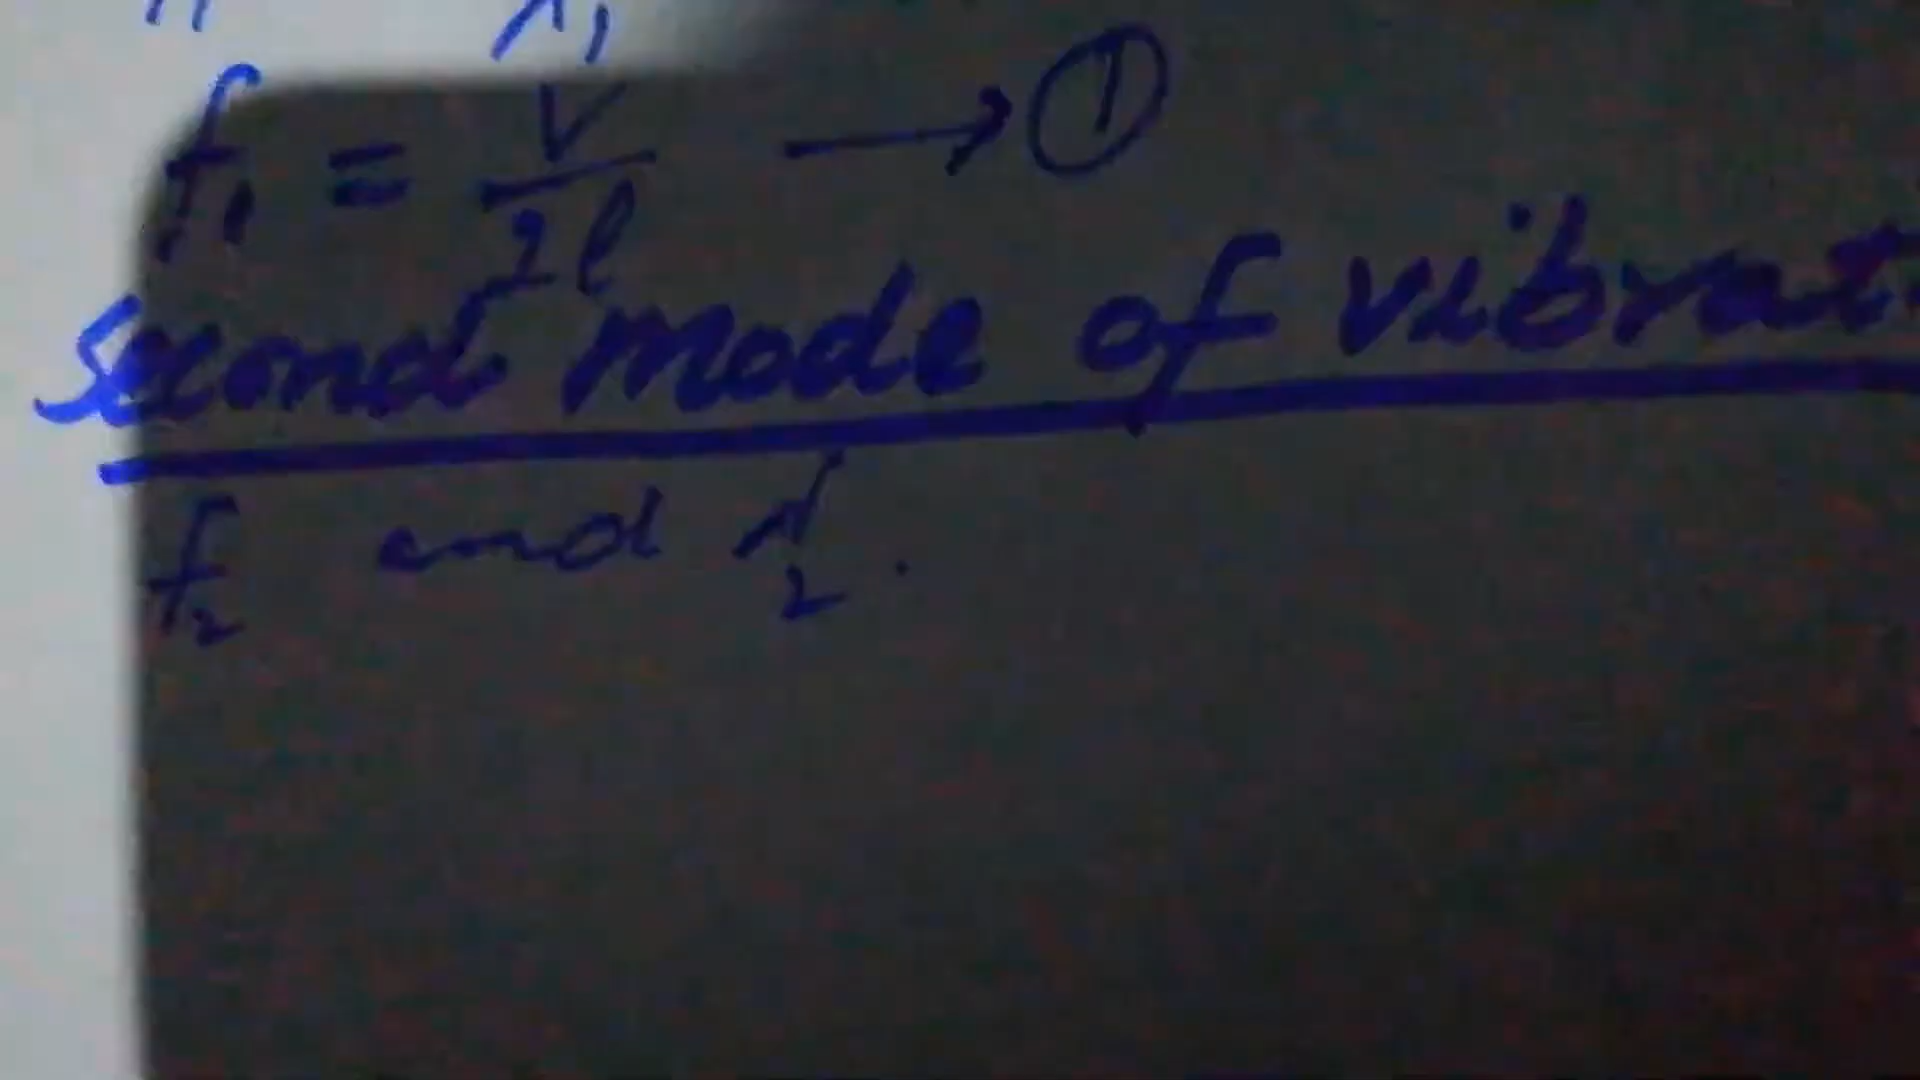 f₁ = V/2l → ①
Second mode of vibrat
f₂ and λ₂.